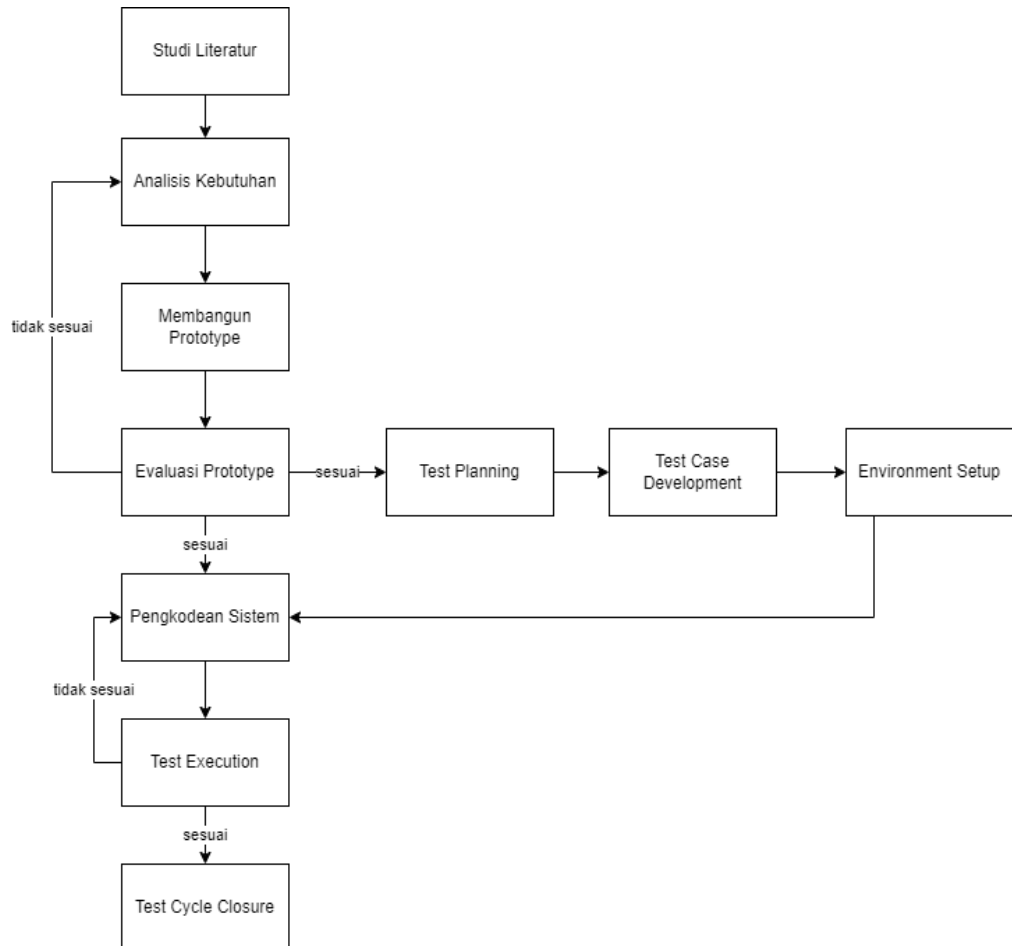 Studi Literatur
Analisis Kebutuhan
tidak sesuai
Membangun
Prototype
Evaluasi Prototype
sesuai
Test Planning
Test Case
Development
Environment Setup
sesuai
Pengkodean Sistem
tidak sesuai
Test Execution
sesuai
Test Cycle Closure